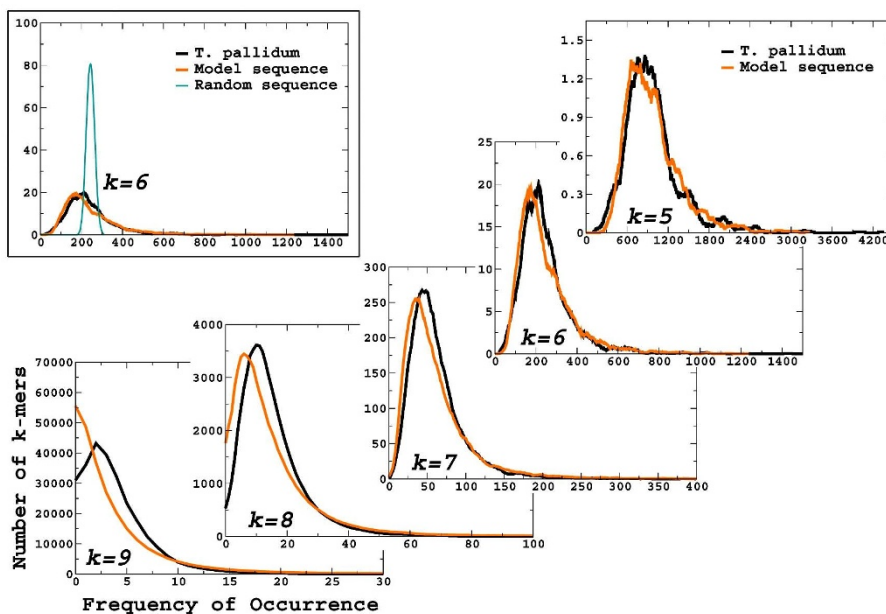 100
80
60
40
20
0
T. pallidum
Model sequence
Random sequence
k=6
0 200 400 600 800 1000 1200 1400
1.5
1.2
0.9
0.6
0.3
0
T. pallidum
Model sequence
k=5
0 600 1200 1800 2400 3000 3600 4200
25
20
15
10
5
0
k=6
0 200 400 600 800 1000 1200 1400
300
250
200
150
100
50
0
k=7
0 50 100 150 200 250 300 350 400
4000
3000
2000
1000
0
k=8
0 20 40 60 80 100
70000
60000
50000
40000
30000
20000
10000
0
k=9
0 5 10 15 20 25 30
Number of k-mers
Frequency of Occurrence